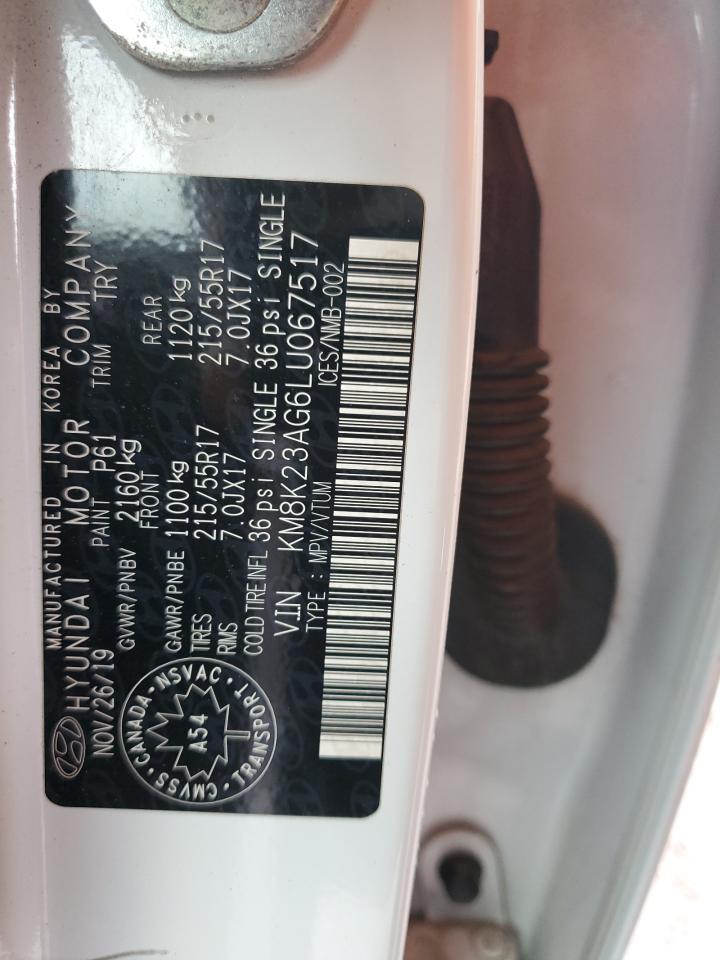 MANUFACTURED IN KOREA BY
HYUNDAI MOTOR COMPANY
NOV/26/19 PAINT P61 TRIM TRY
GVWR/PNBV 2160kg
FRONT REAR
GAWR/PNBE 1100kg 1120kg
TIRES 215/55R17 215/55R17
RIMS 7.0JX17 7.0JX17
COLD TIRE INFL 36 psi SINGLE 36 psi SINGLE
VIN KM8K23AG6LU067517
TYPE : MPV/VTUM ICES/NMB-002
CMVSS · CANADA · NSVAC · TRANSPORT ·
A54